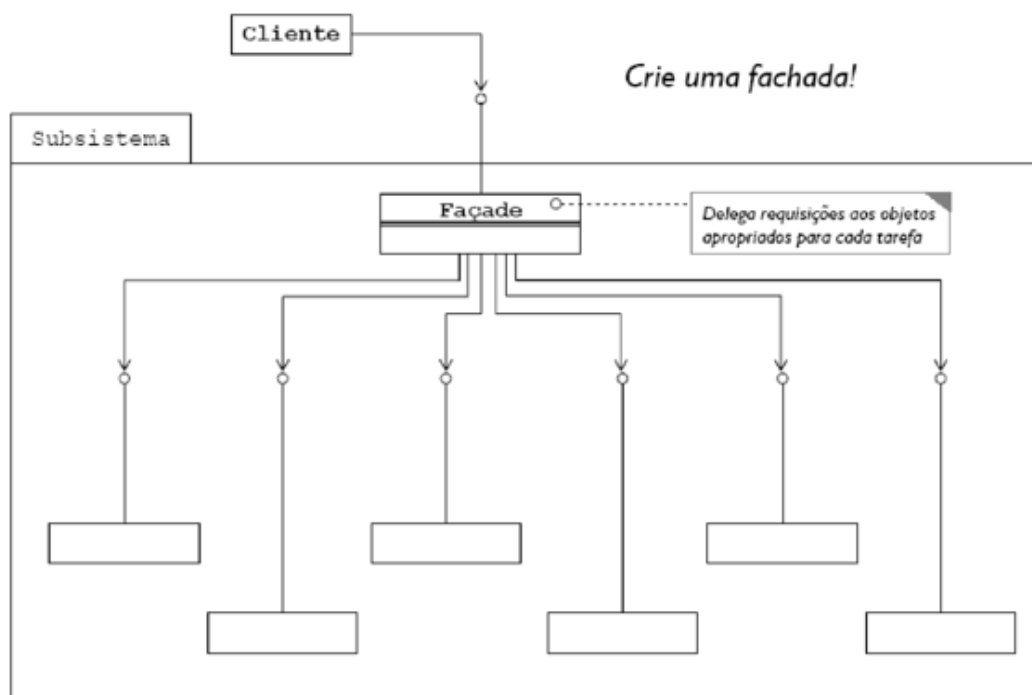 Cliente
Crie uma fachada!
Subsistema
Façade
Delega requisições aos objetos
apropriados para cada tarefa